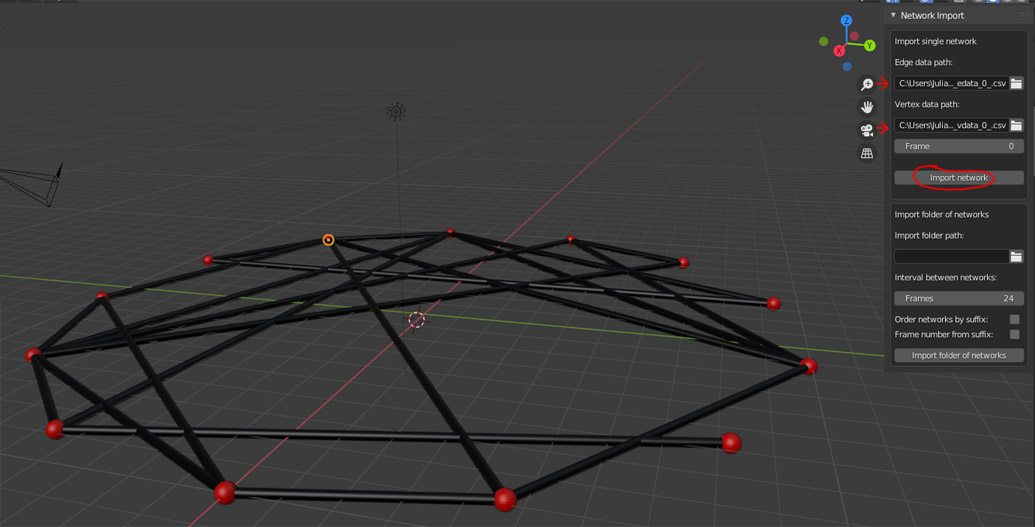 Z
Y
X
Network Import
Import single network
Edge data path:
C:\Users\Julia..._edata_0_.csv
Vertex data path:
C:\Users\Julia..._vdata_0_.csv
Frame 0
Import network
Import folder of networks
Import folder path:
Interval between networks:
Frames 24
Order networks by suffix:
Frame number from suffix:
Import folder of networks